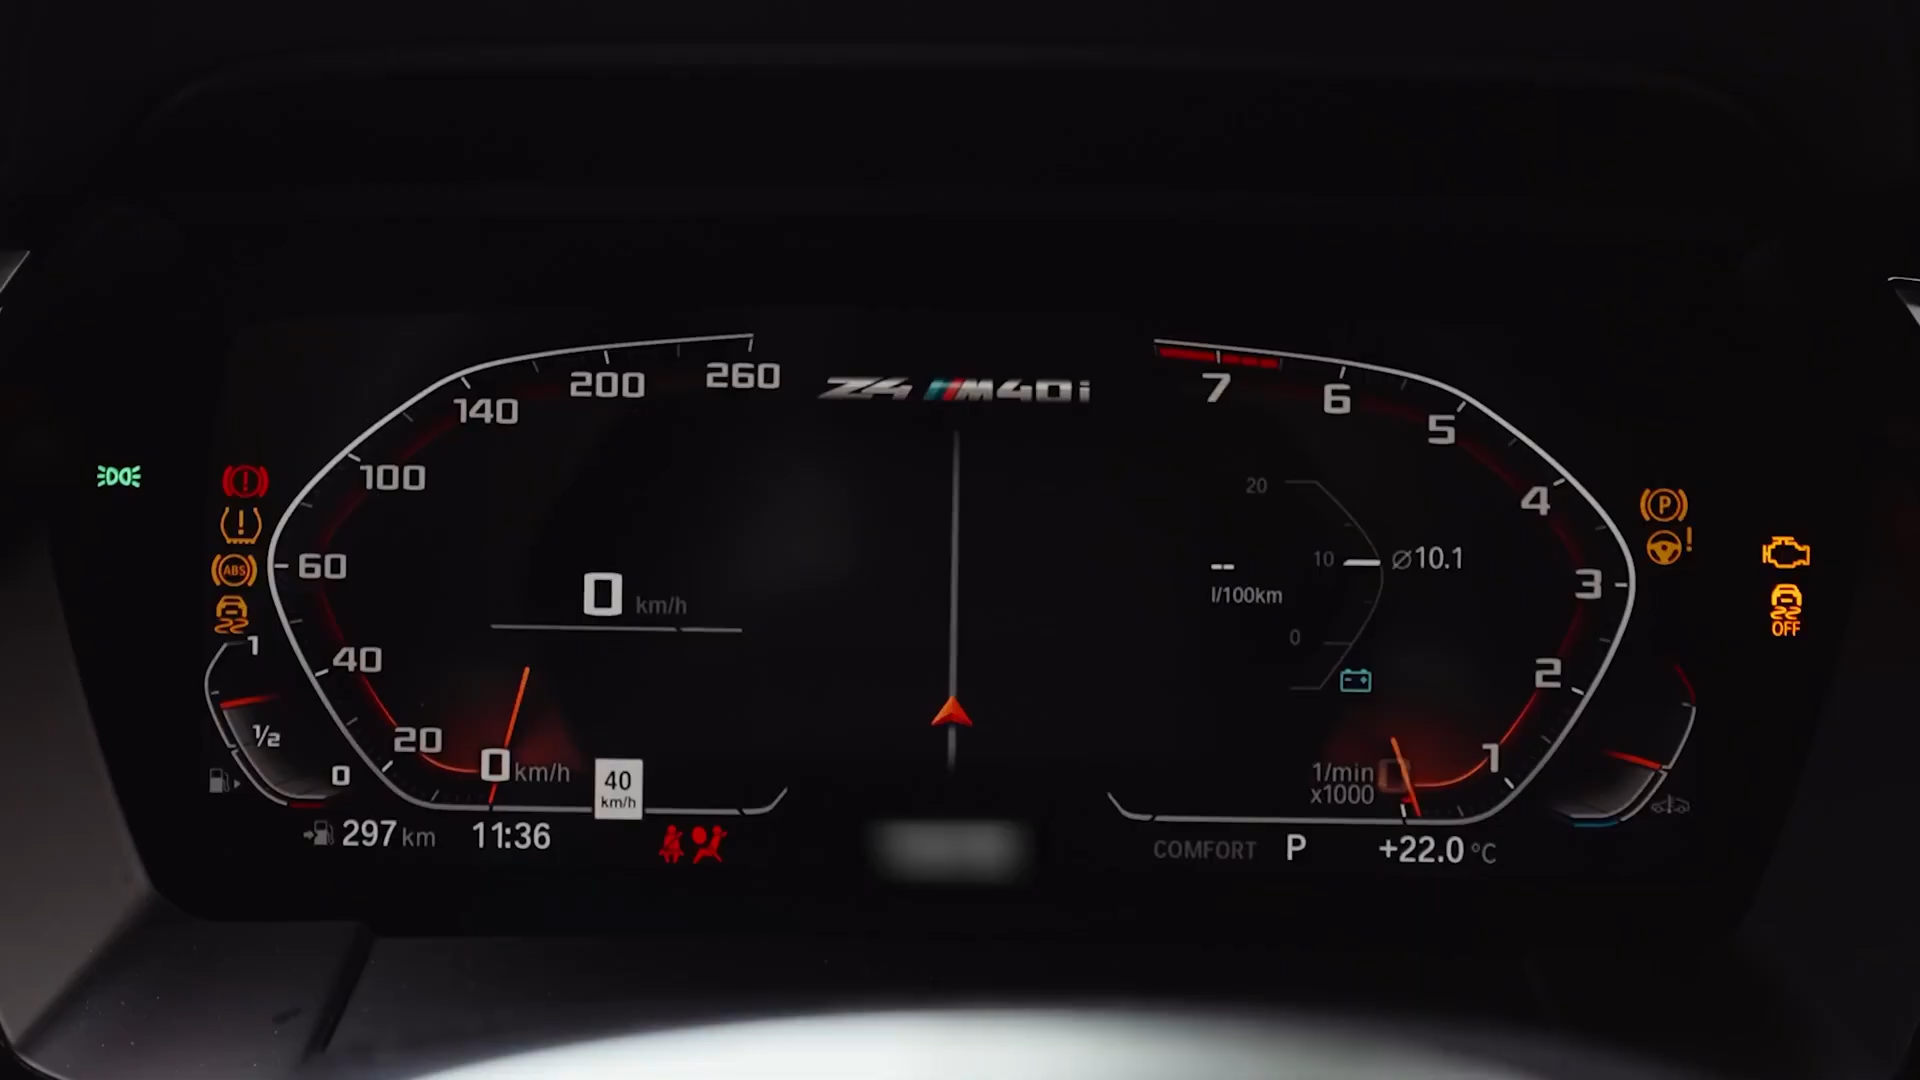 260
200
140
100
60
40
20
0 km/h
0 km/h
Z4 M40i
7
6
5
4
3
2
1
1/min
x1000
20
10
0
Ø10.1
--
l/100km
ABS
1
½
0
40
km/h
P
OFF
297 km
11:36
COMFORT
P
+22.0 °C